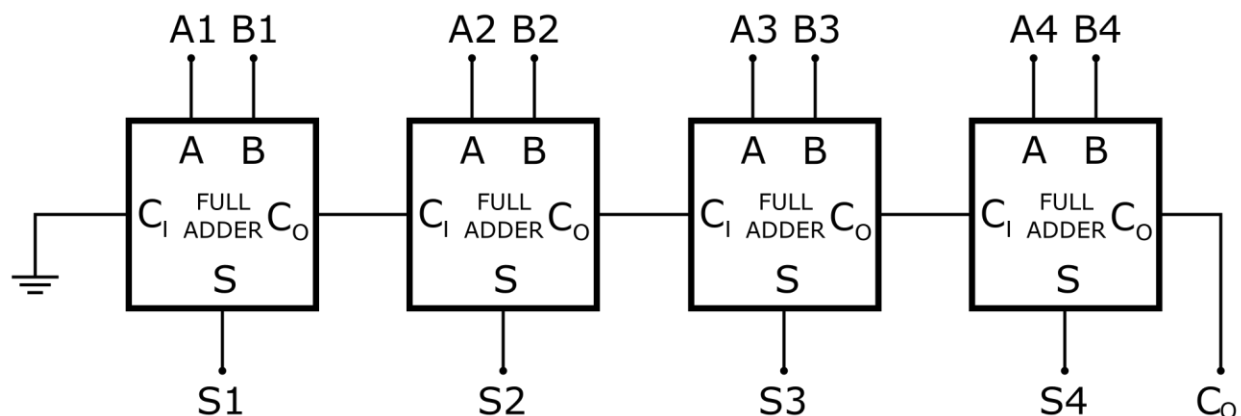 A1 B1 A2 B2 A3 B3 A4 B4
A B A B A B A B
C_I FULL ADDER C_O C_I FULL ADDER C_O C_I FULL ADDER C_O C_I FULL ADDER C_O
S S S S
S1 S2 S3 S4 C_O